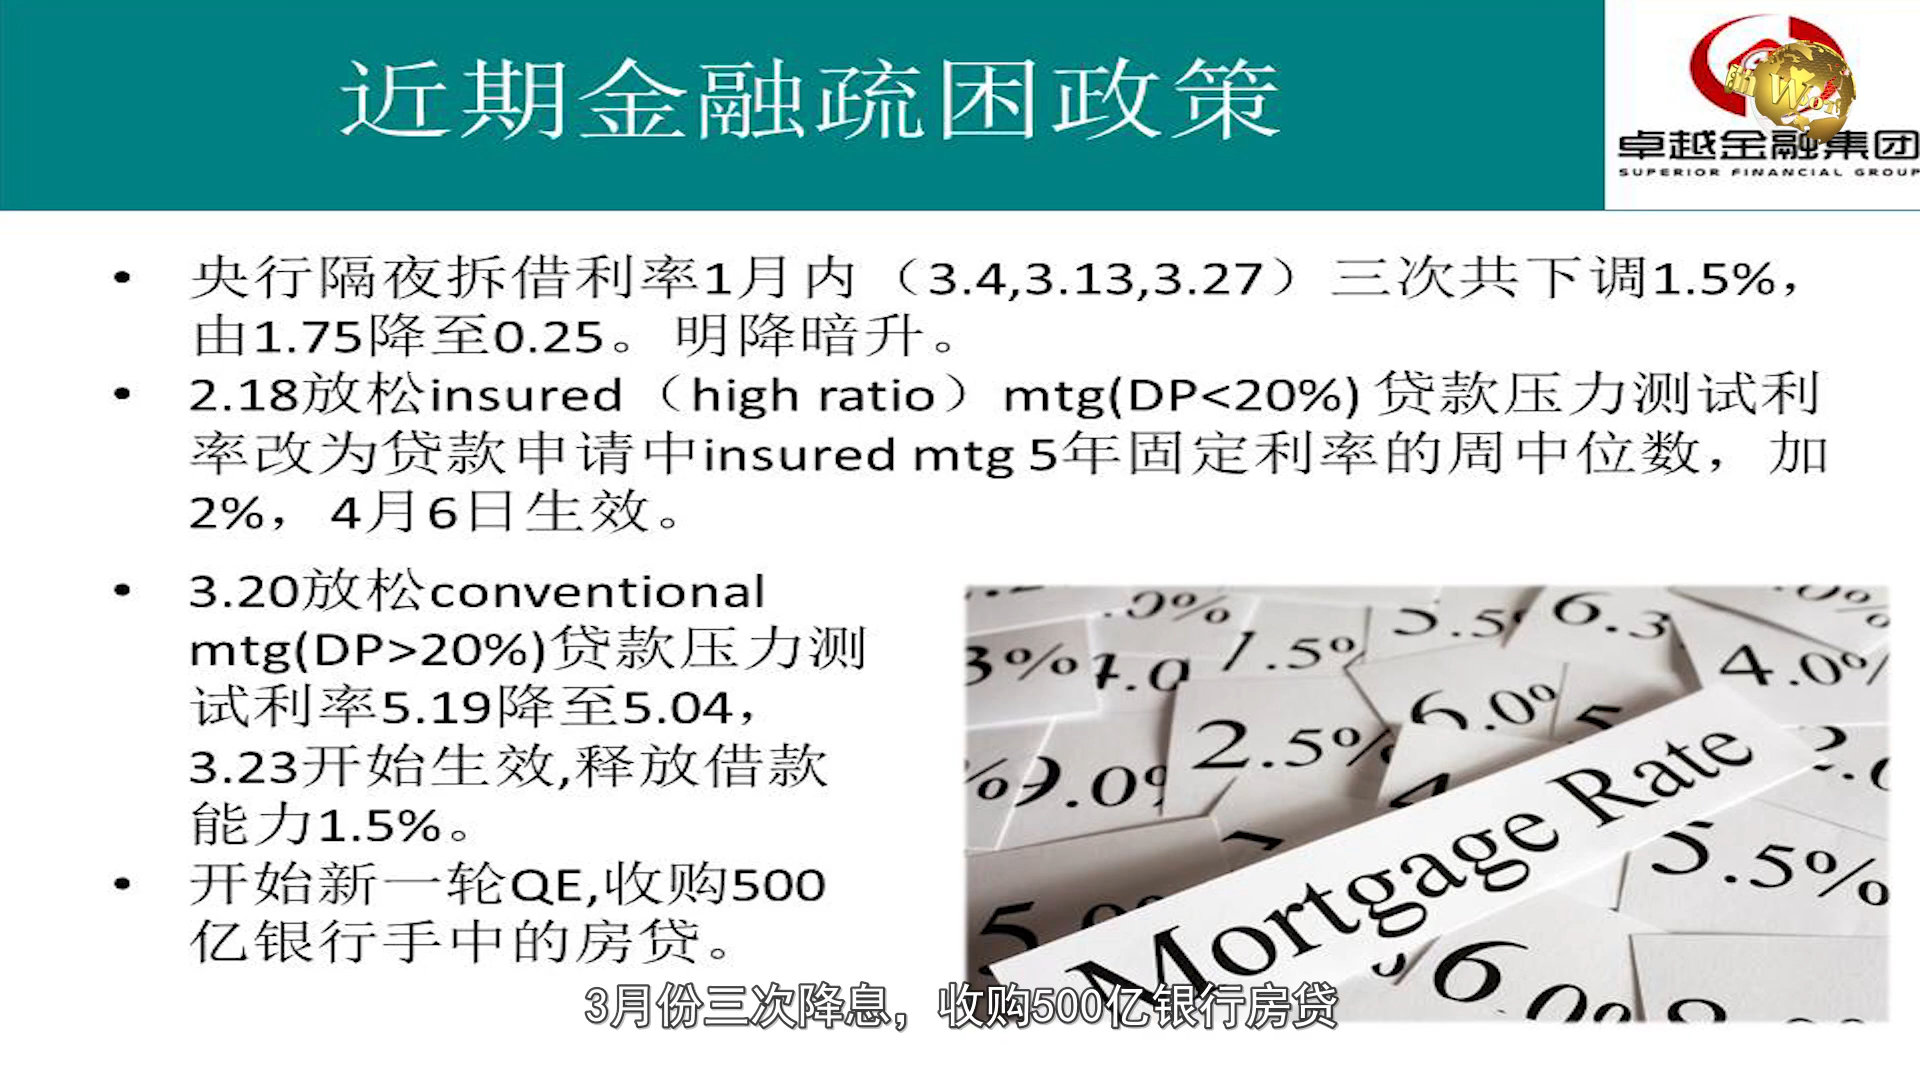 近期金融疏困政策
卓越金融集团
SUPERIOR FINANCIAL GROUP
• 央行隔夜拆借利率1月内（3.4,3.13,3.27）三次共下调1.5%，
由1.75降至0.25。明降暗升。
• 2.18放松insured（high ratio）mtg(DP<20%) 贷款压力测试利
率改为贷款申请中insured mtg 5年固定利率的周中位数，加
2%，4月6日生效。
• 3.20放松conventional
mtg(DP>20%)贷款压力测
试利率5.19降至5.04，
3.23开始生效,释放借款
能力1.5%。
• 开始新一轮QE,收购500
亿银行手中的房贷。
1.5%
6.3
3%
4.0%
6.0%
2.5%
9.0%
Mortgage Rate
3.5%
3月份三次降息，收购500亿银行房贷